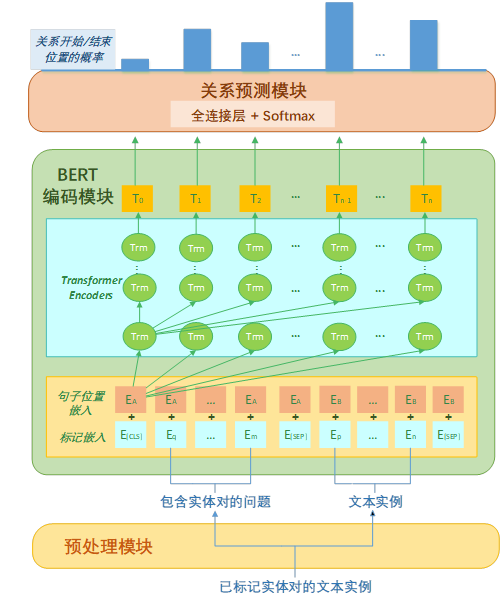 关系开始/结束
位置的概率
... ...
关系预测模块
全连接层 + Softmax
BERT
编码模块
T0 T1 T2 ... Tn-1 ... Tn
Trm Trm Trm ... Trm ... Trm
Transformer
Encoders
Trm Trm Trm ... Trm ... Trm
Trm Trm Trm ... Trm ... Trm
句子位置
嵌入
EA EA ... EA EA EB ... EB EB
+ + + + + + + + +
标记嵌入
E[CLS] Eq ... Em E[SEP] Ep ... En E[SEP]
包含实体对的问题 文本实例
预处理模块
已标记实体对的文本实例